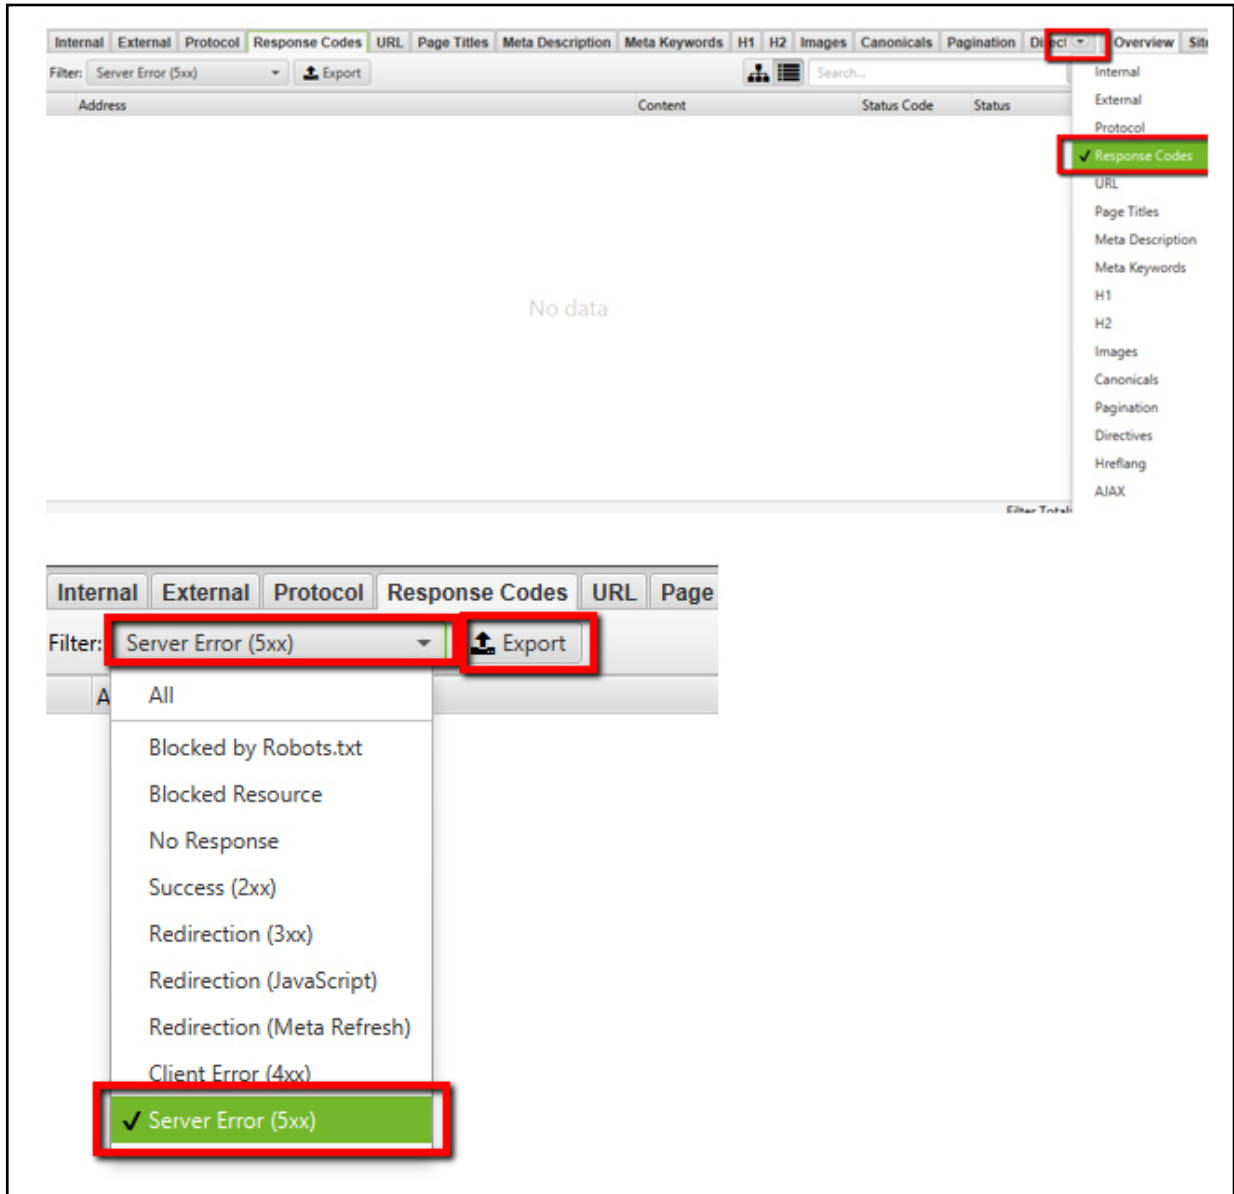 Internal External Protocol Response Codes URL Page Titles Meta Description Meta Keywords H1 H2 Images Canonicals Pagination Overview
Filter: Server Error (5xx) Export Search...
Address Content Status Code Status
Internal
External
Protocol
Response Codes
URL
Page Titles
Meta Description
Meta Keywords
H1
H2
Images
Canonicals
Pagination
Directives
Hreflang
AJAX
No data
Filter Total:
Internal External Protocol Response Codes URL Page
Filter: Server Error (5xx) Export
A
All
Blocked by Robots.txt
Blocked Resource
No Response
Success (2xx)
Redirection (3xx)
Redirection (JavaScript)
Redirection (Meta Refresh)
Client Error (4xx)
Server Error (5xx)